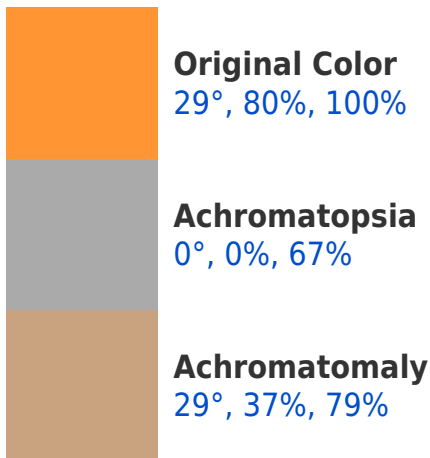 Original Color
29°, 80%, 100%
Achromatopsia
0°, 0%, 67%
Achromatomaly
29°, 37%, 79%